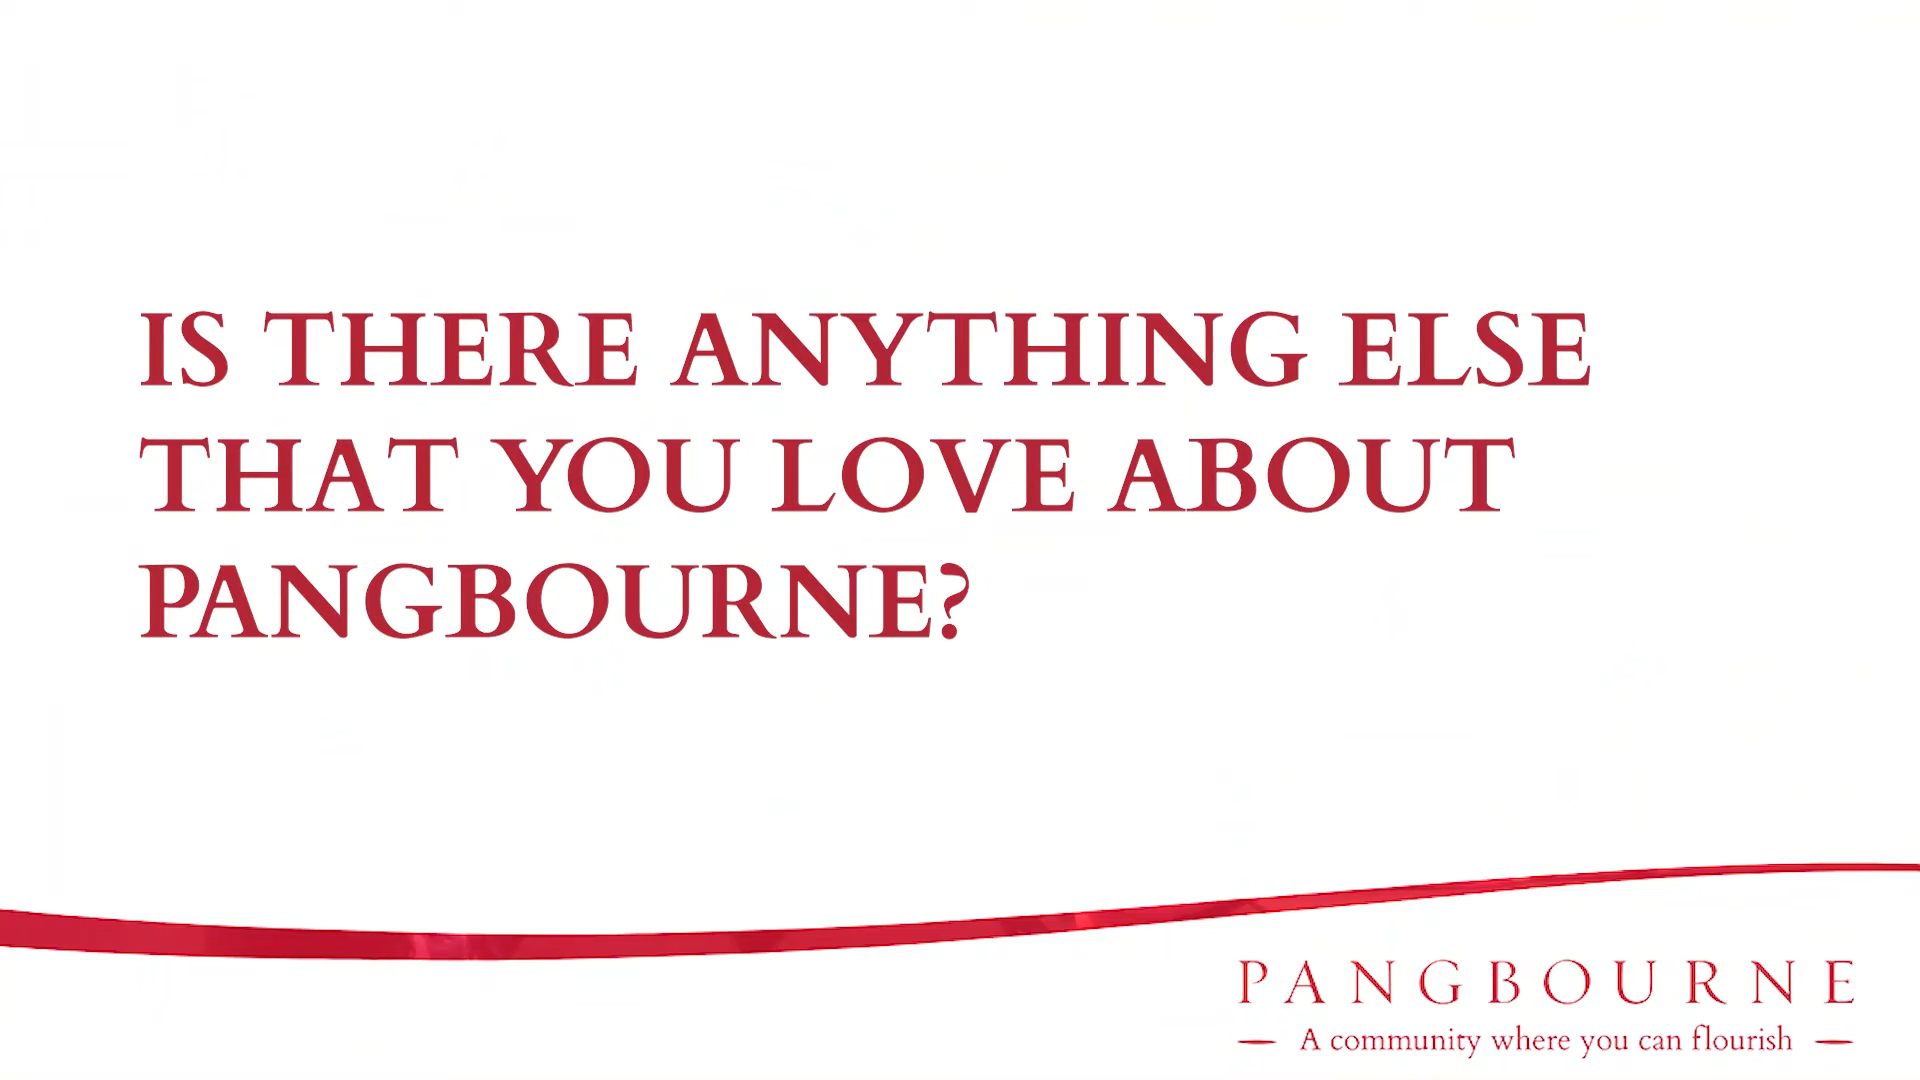 IS THERE ANYTHING ELSE
THAT YOU LOVE ABOUT
PANGBOURNE?
PANGBOURNE
A community where you can flourish